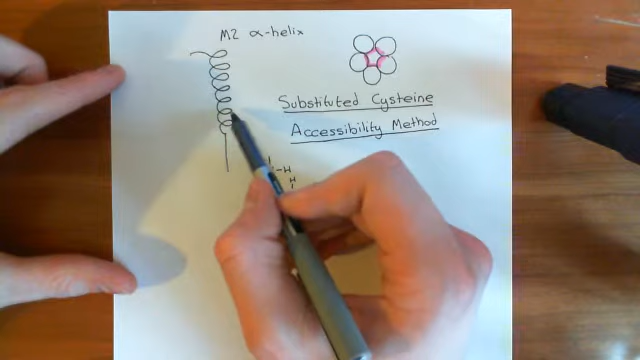 M2 α-helix
Substituted Cysteine
Accessibility Method
-H
H